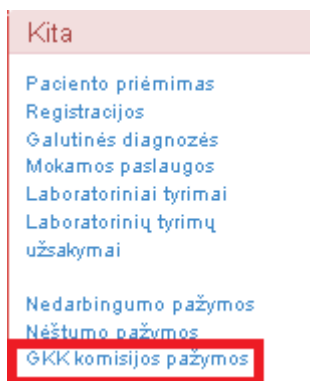 Kita
Paciento priėmimas
Registracijos
Galutinės diagnozės
Mokamos paslaugos
Laboratoriniai tyrimai
Laboratorinių tyrimų
užsakymai
Nedarbingumo pažymos
Nėštumo pažymos
GKK komisijos pažymos